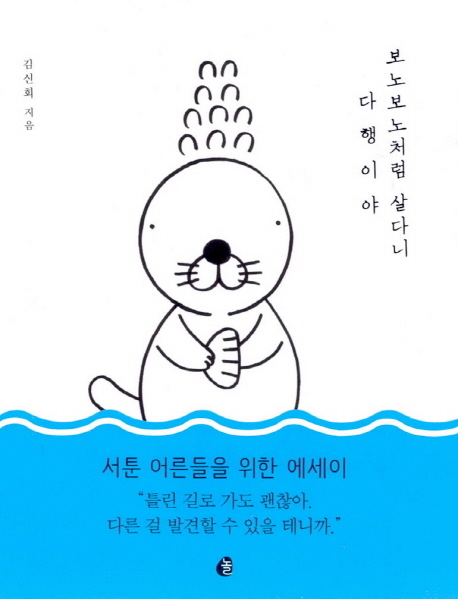 보노보노처럼 살다니
다행이야
김신회 지음
서툰 어른들을 위한 에세이
“틀린 길로 가도 괜찮아.
다른 걸 발견할 수 있을 테니까.”
놀